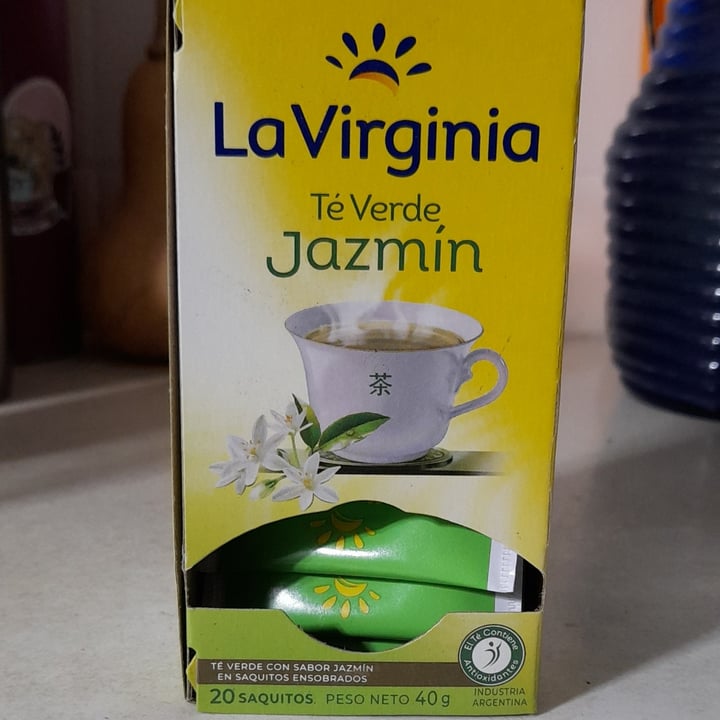 La Virginia
Té Verde
Jazmín
茶
El Té Contiene
Antioxidantes
TÉ VERDE CON SABOR JAZMÍN
EN SAQUITOS ENSOBRADOS
20 SAQUITOS. PESO NETO 40 g
INDUSTRIA
ARGENTINA